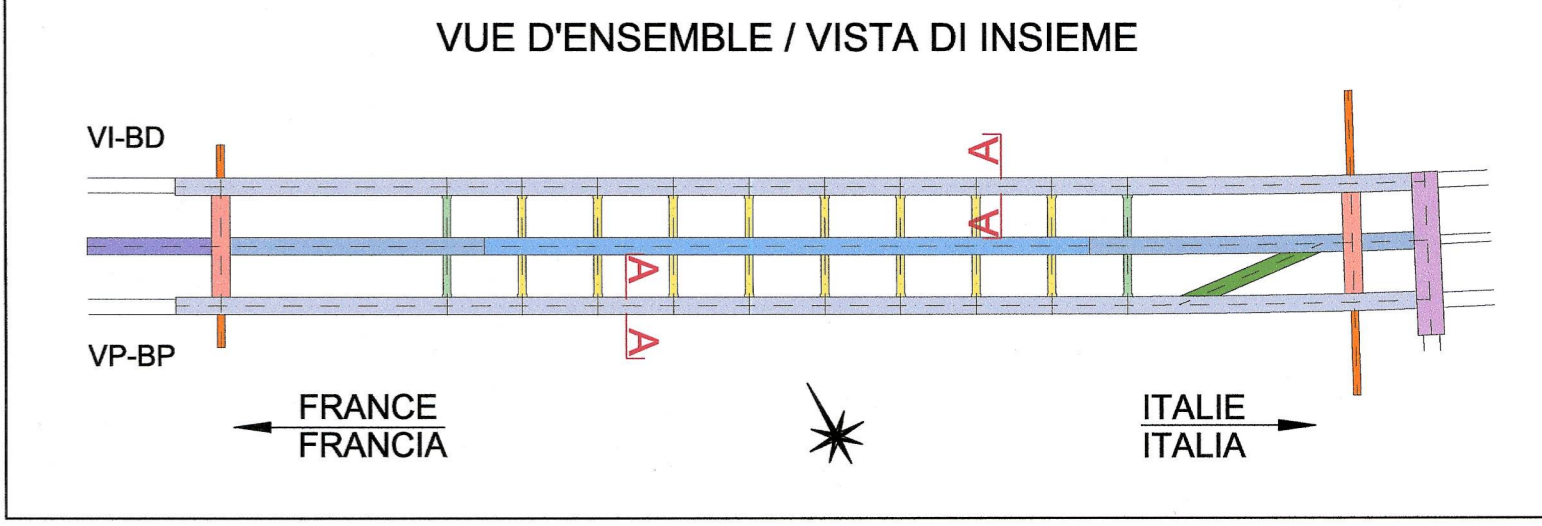 VUE D'ENSEMBLE / VISTA DI INSIEME
VI-BD
A
A
A
A
VP-BP
FRANCE
FRANCIA
ITALIE
ITALIA